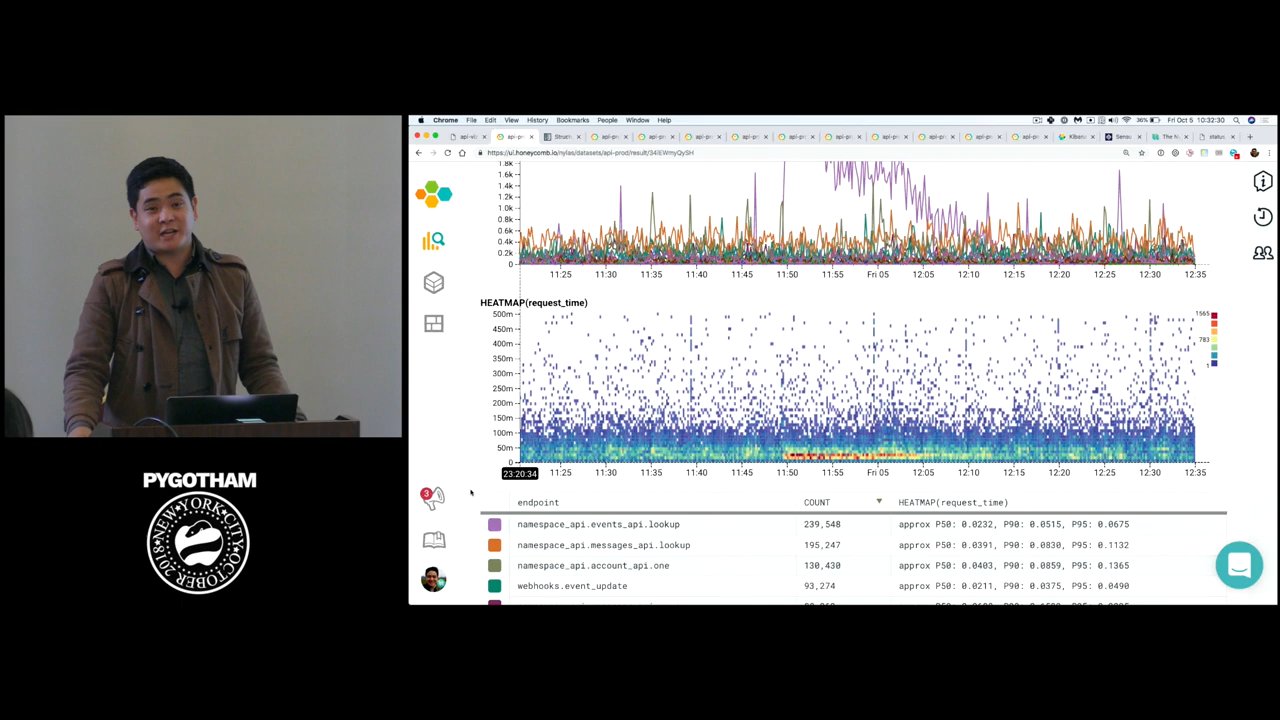 Chrome File Edit View History Bookmarks People Window Help 36% Fri Oct 5 10:32:30
https://ui.honeycomb.io/nylas/datasets/api-prod/result/34iEWmyQySH
1.8k
1.6k
1.4k
1.2k
1.0k
0.8k
0.6k
0.4k
0.2k
0
11:25 11:30 11:35 11:40 11:45 11:50 11:55 Fri 05 12:05 12:10 12:15 12:20 12:25 12:30 12:35
HEATMAP(request_time)
500m
450m
400m
350m
300m
250m
200m
150m
100m
50m
0
1565
783
1
11:25 11:30 11:35 11:40 11:45 11:50 11:55 Fri 05 12:05 12:10 12:15 12:20 12:25 12:30 12:35
23:20:34
3
endpoint COUNT HEATMAP(request_time)
namespace_api.events_api.lookup 239,548 approx P50: 0.0232, P90: 0.0515, P95: 0.0675
namespace_api.messages_api.lookup 195,247 approx P50: 0.0391, P90: 0.0830, P95: 0.1132
namespace_api.account_api.one 130,430 approx P50: 0.0403, P90: 0.0859, P95: 0.1365
webhooks.event_update 93,274 approx P50: 0.0211, P90: 0.0375, P95: 0.0490
PYGOTHAM
NEW YORK CITY
OCTOBER 2018